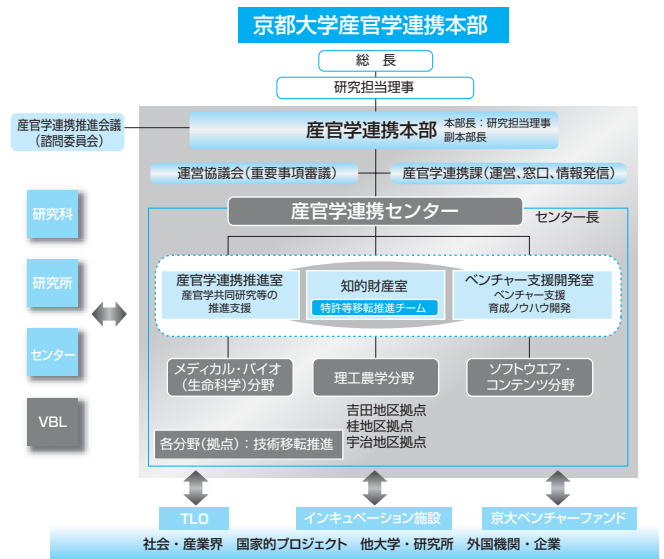 京都大学産官学連携本部
総 長
研究担当理事
産官学連携推進会議
(諮問委員会)
産官学連携本部 本部長:研究担当理事
副本部長
運営協議会(重要事項審議)
産官学連携課(運営、窓口、情報発信)
産官学連携センター
センター長
研究科
研究所
センター
VBL
産官学連携推進室
産官学共同研究等の
推進支援
知的財産室
特許等移転推進チーム
ベンチャー支援開発室
ベンチャー支援
育成ノウハウ開発
メディカル・バイオ
(生命科学)分野
理工農学分野
ソフトウエア・
コンテンツ分野
吉田地区拠点
桂地区拠点
宇治地区拠点
各分野(拠点):技術移転推進
TLO
インキュベーション施設
京大ベンチャーファンド
社会・産業界 国家的プロジェクト 他大学・研究所 外国機関・企業